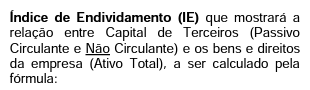 Índice de Endividamento (IE) que mostrará a
relação entre Capital de Terceiros (Passivo
Circulante e Não Circulante) e os bens e direitos
da empresa (Ativo Total), a ser calculado pela
fórmula: